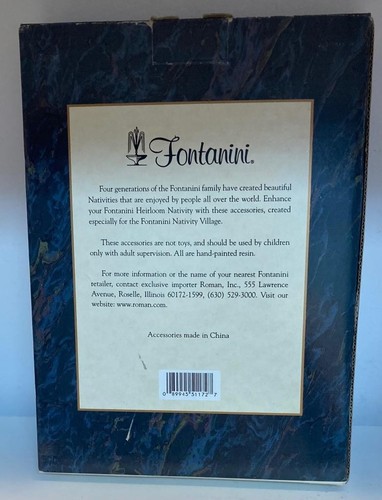 Fontanini®
Four generations of the Fontanini family have created beautiful
Nativities that are enjoyed by people all over the world. Enhance
your Fontanini Heirloom Nativity with these accessories, created
especially for the Fontanini Nativity Village.
These accessories are not toys, and should be used by children
only with adult supervision. All are hand-painted resin.
For more information or the name of your nearest Fontanini
retailer, contact exclusive importer Roman, Inc., 555 Lawrence
Avenue, Roselle, Illinois 60172-1599, (630) 529-3000. Visit our
website: www.roman.com.
Accessories made in China
0 89945 51172 7